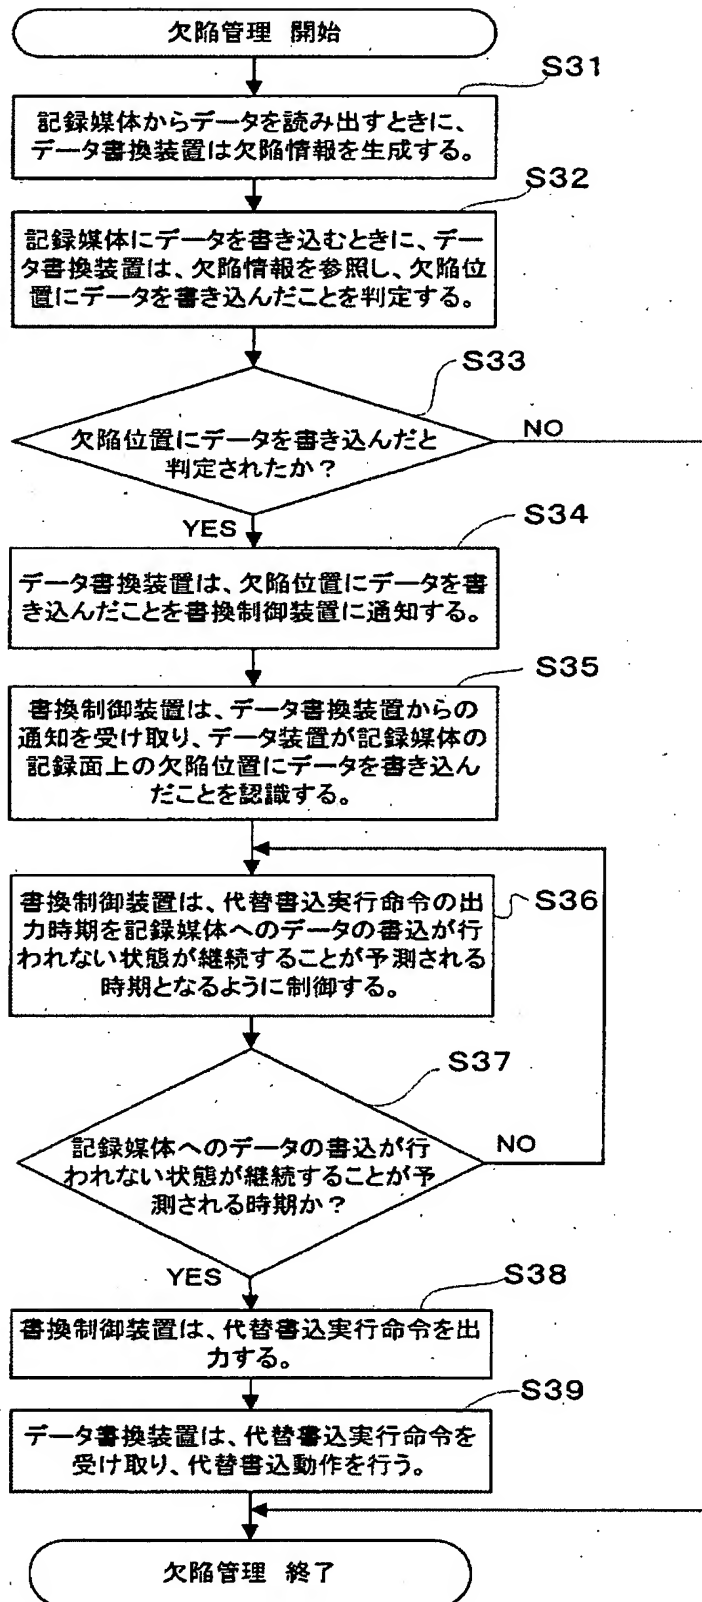 欠陥管理 開始
S31
記録媒体からデータを読み出すときに、
データ書換装置は欠陥情報を生成する。
S32
記録媒体にデータを書き込むときに、デー
タ書換装置は、欠陥情報を参照し、欠陥位
置にデータを書き込んだことを判定する。
S33
欠陥位置にデータを書き込んだと
判定されたか？
NO
YES
S34
データ書換装置は、欠陥位置にデータを書
き込んだことを書換制御装置に通知する。
S35
書換制御装置は、データ書換装置からの
通知を受け取り、データ装置が記録媒体の
記録面上の欠陥位置にデータを書き込ん
だことを認識する。
S36
書換制御装置は、代替書込実行命令の出
力時期を記録媒体へのデータの書込が行
われない状態が継続することが予測される
時期となるように制御する。
S37
記録媒体へのデータの書込が行
われない状態が継続することが予
測される時期か？
NO
YES
S38
書換制御装置は、代替書込実行命令を出
力する。
S39
データ書換装置は、代替書込実行命令を
受け取り、代替書込動作を行う。
欠陥管理 終了